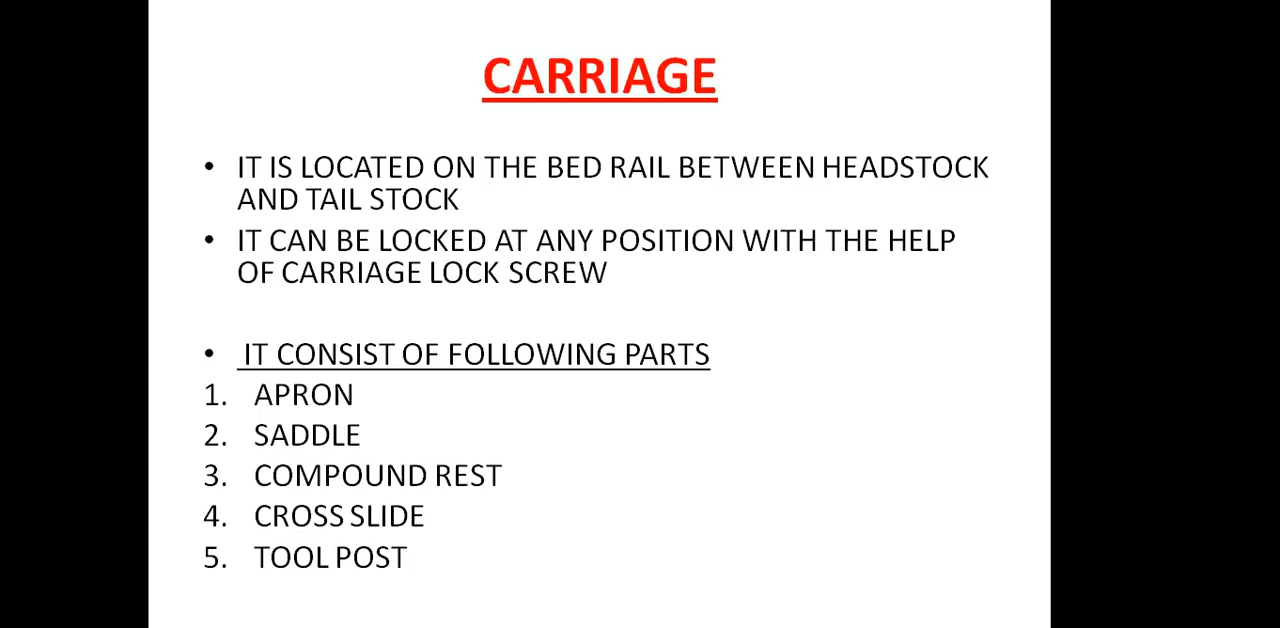 CARRIAGE
• IT IS LOCATED ON THE BED RAIL BETWEEN HEADSTOCK
AND TAIL STOCK
• IT CAN BE LOCKED AT ANY POSITION WITH THE HELP
OF CARRIAGE LOCK SCREW
• IT CONSIST OF FOLLOWING PARTS
1. APRON
2. SADDLE
3. COMPOUND REST
4. CROSS SLIDE
5. TOOL POST